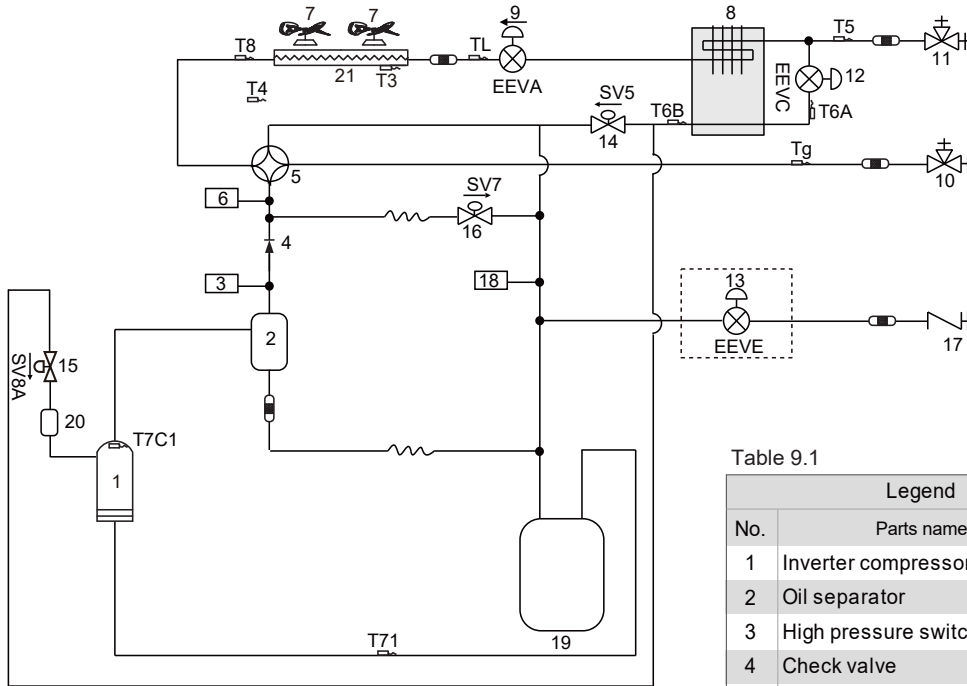 7 7 9 8
T8 TL T5
21 T3 EEVA 11
T4 EEVC 12
SV5 T6B T6A
14
5 Tg
10
6 SV7
16
4
3 18
13
2
EEVE 17
SV8A 15
20
T7C1
1
T71 19
Table 9.1
Legend
No. Parts name
1 Inverter compressor
2 Oil separator
3 High pressure switc
4 Check valve